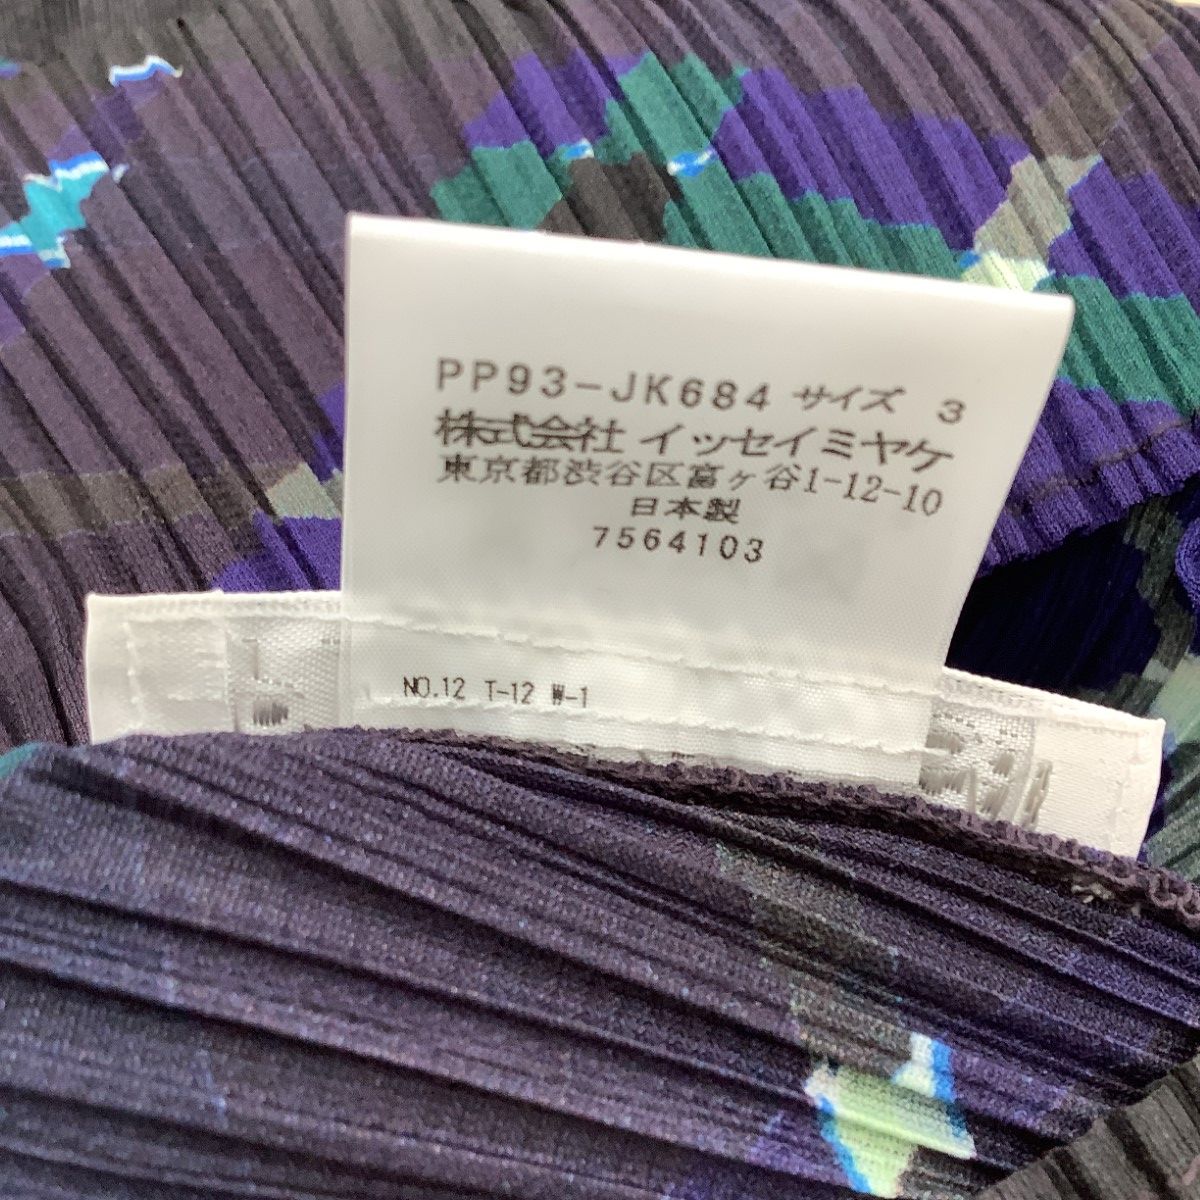 PP93-JK684 サイズ 3
株式会社 イッセイミヤケ
東京都渋谷区富ヶ谷1-12-10
日本製
7564103
NO.12 T-12 W-1